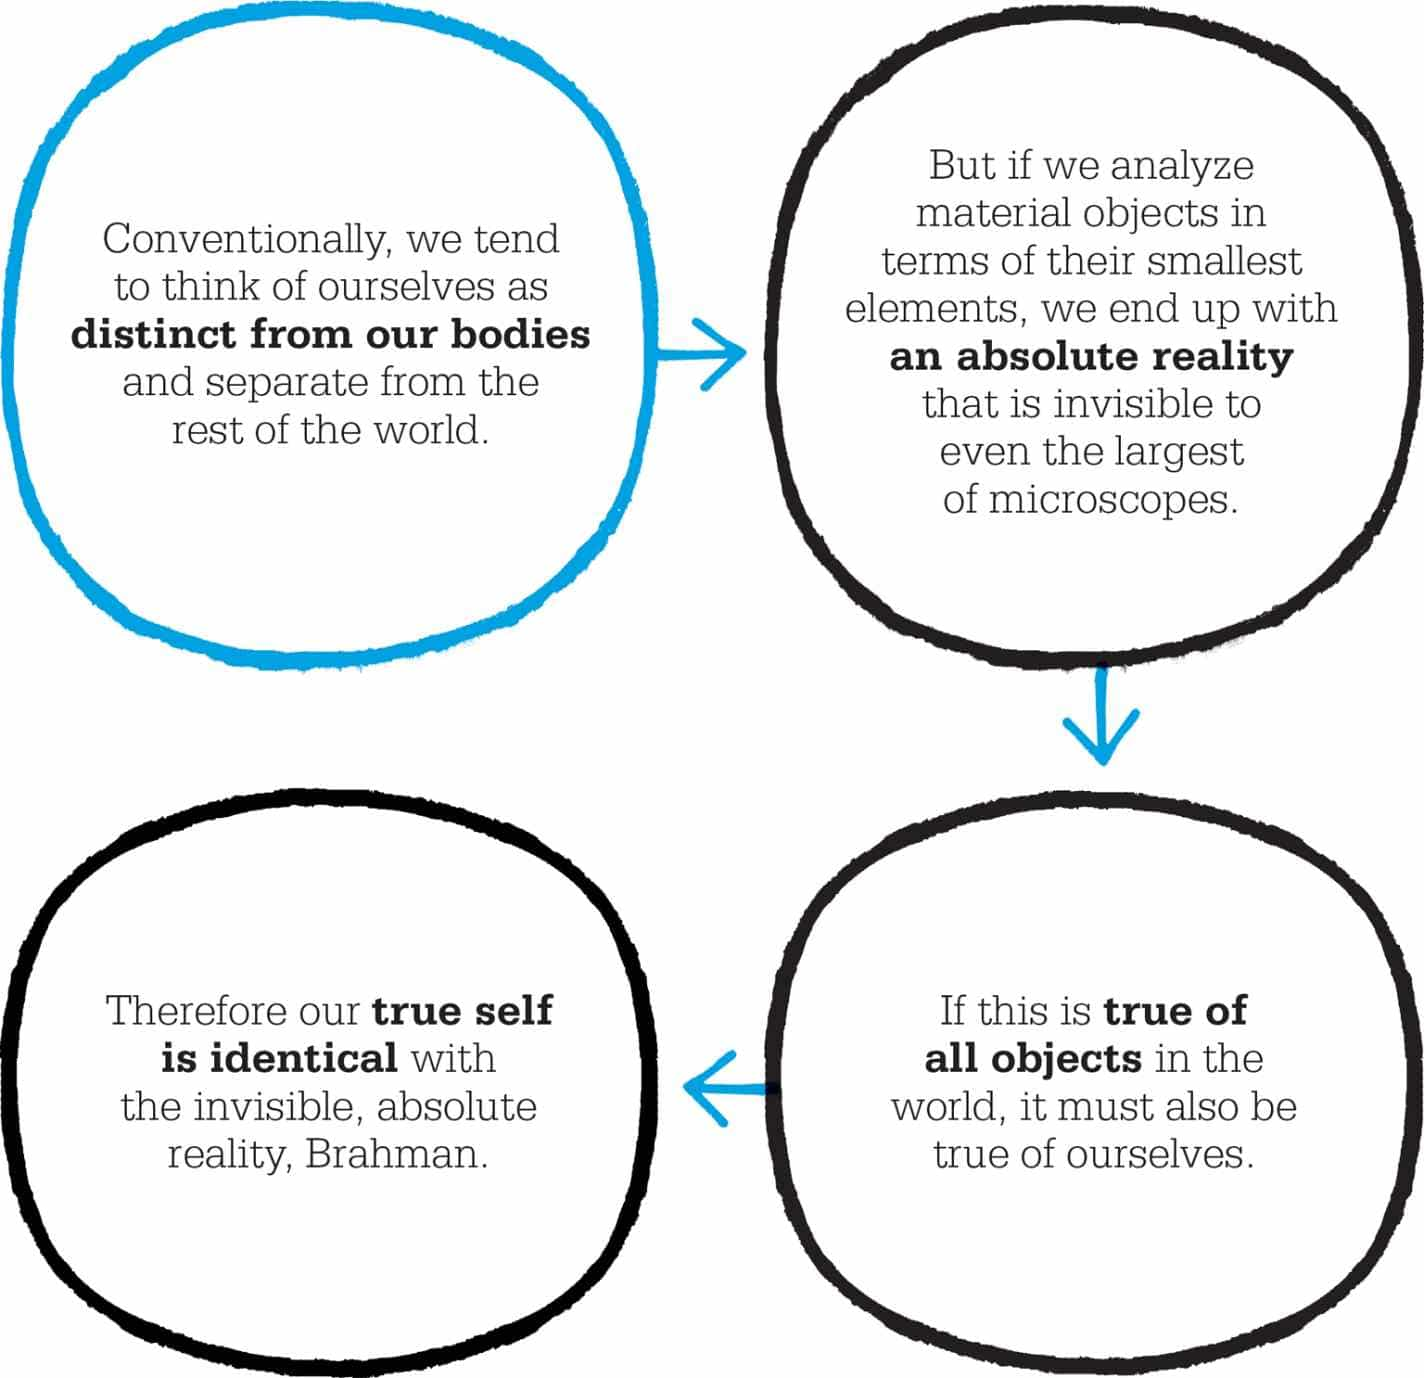 Conventionally, we tend
to think of ourselves as
distinct from our bodies
and separate from the
rest of the world.
But if we analyze
material objects in
terms of their smallest
elements, we end up with
an absolute reality
that is invisible to
even the largest
of microscopes.
If this is true of
all objects in the
world, it must also be
true of ourselves.
Therefore our true self
is identical with
the invisible, absolute
reality, Brahman.